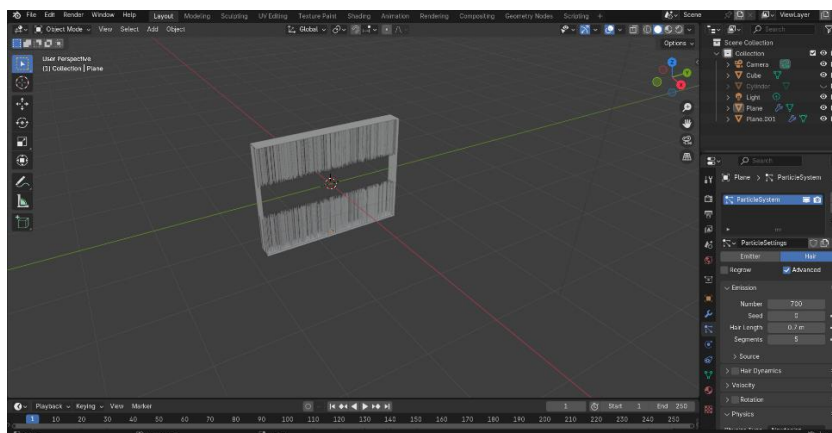 File Edit Render Window Help Layout Modeling Sculpting UV Editing Texture Paint Shading Animation Rendering Compositing Geometry Nodes Scripting + Scene ViewLayer
Object Mode View Select Add Object Global
Options
User Perspective
(1) Collection | Plane
Search
Scene Collection
Collection
Camera
Cube
Cylinder
Light
Plane
Plane.001
Search
Plane > ParticleSystem
ParticleSystem
ParticleSettings
Emitter Hair
Regrow Advanced
Emission
Number 700
Seed 0
Hair Length 0.7 m
Segments 5
Source
Hair Dynamics
Velocity
Rotation
Physics
Z
Y
X
Playback Keying View Marker 1 Start 1 End 250
1 10 20 30 40 50 60 70 80 90 100 110 120 130 140 150 160 170 180 190 200 210 220 230 240 250